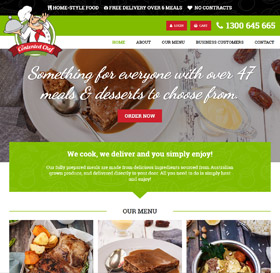 HOME-STYLE FOOD FREE DELIVERY OVER 8 MEALS NO CONTRACTS
LOGIN CART 1300 645 665
Contented Chef
HOME ABOUT OUR MENU BUSINESS CUSTOMERS CONTACT
Something for everyone with over 47
meals & desserts to choose from.
ORDER NOW
We cook, we deliver and you simply enjoy!
Our fully prepared meals are made from delicious ingredients sourced from Australian
grown produce, and delivered directly to your door. All you need to do is simply heat
and enjoy!
OUR MENU